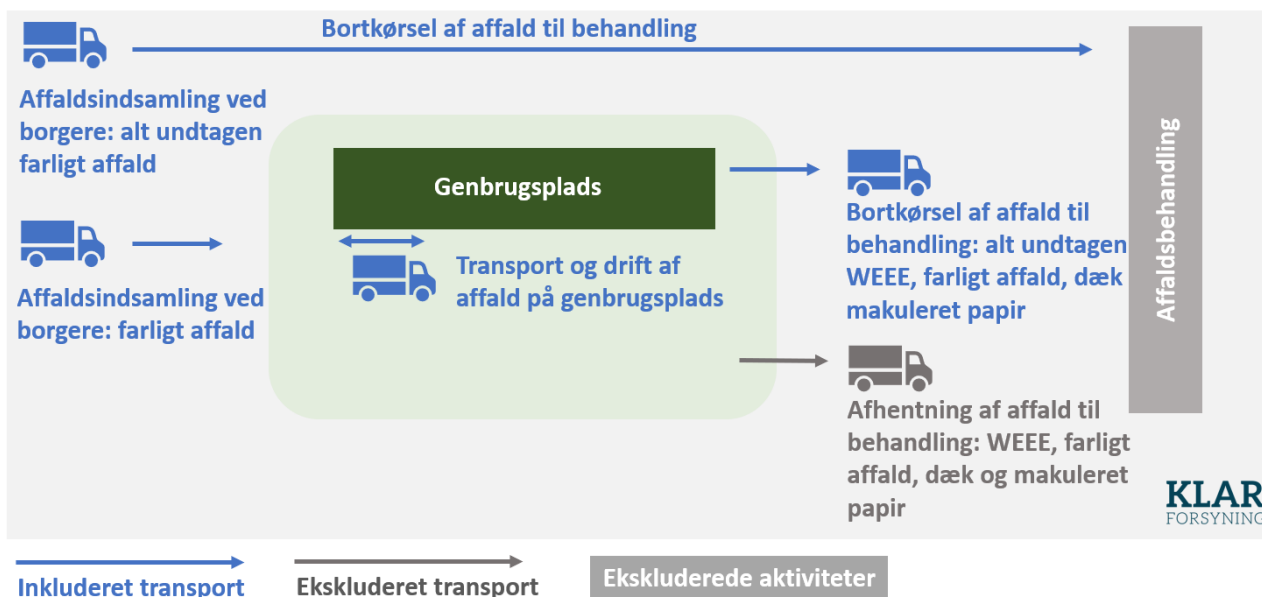 Bortkørsel af affald til behandling
Affaldsindsamling ved
borgere: alt undtagen
farligt affald
Genbrugsplads
Affaldsindsamling ved
borgere: farligt affald
Transport og drift af
affald på genbrugsplads
Bortkørsel af affald til
behandling: alt undtagen
WEEE, farligt affald, dæk
makuleret papir
Afhentning af affald til
behandling: WEEE, farligt
affald, dæk og makuleret
papir
Affaldsbehandling
KLAR
FORSYNING
Inkluderet transport
Ekskluderet transport
Ekskluderede aktiviteter